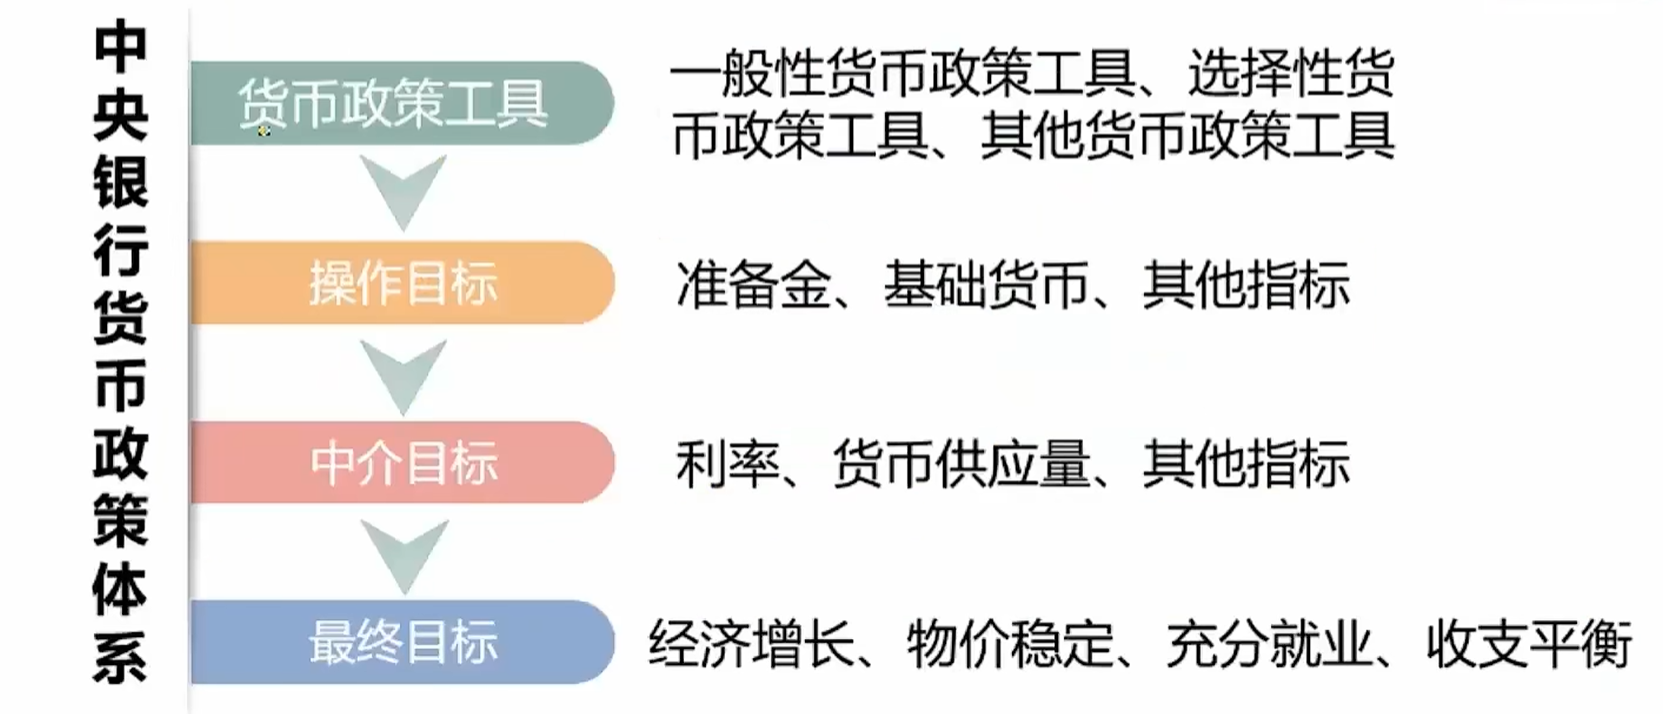 中央银行货币政策体系
货币政策工具
一般性货币政策工具、选择性货
币政策工具、其他货币政策工具
操作目标
准备金、基础货币、其他指标
中介目标
利率、货币供应量、其他指标
最终目标
经济增长、物价稳定、充分就业、收支平衡